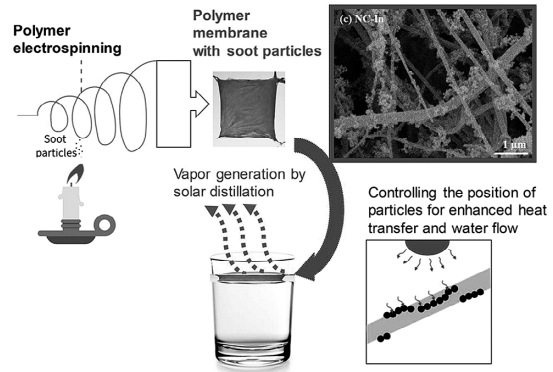 Polymer
electrospinning
Soot
particles
Polymer
membrane
with soot particles
(c) NC-In
1 μm
Vapor generation by
solar distillation
Controlling the position of
particles for enhanced heat
transfer and water flow